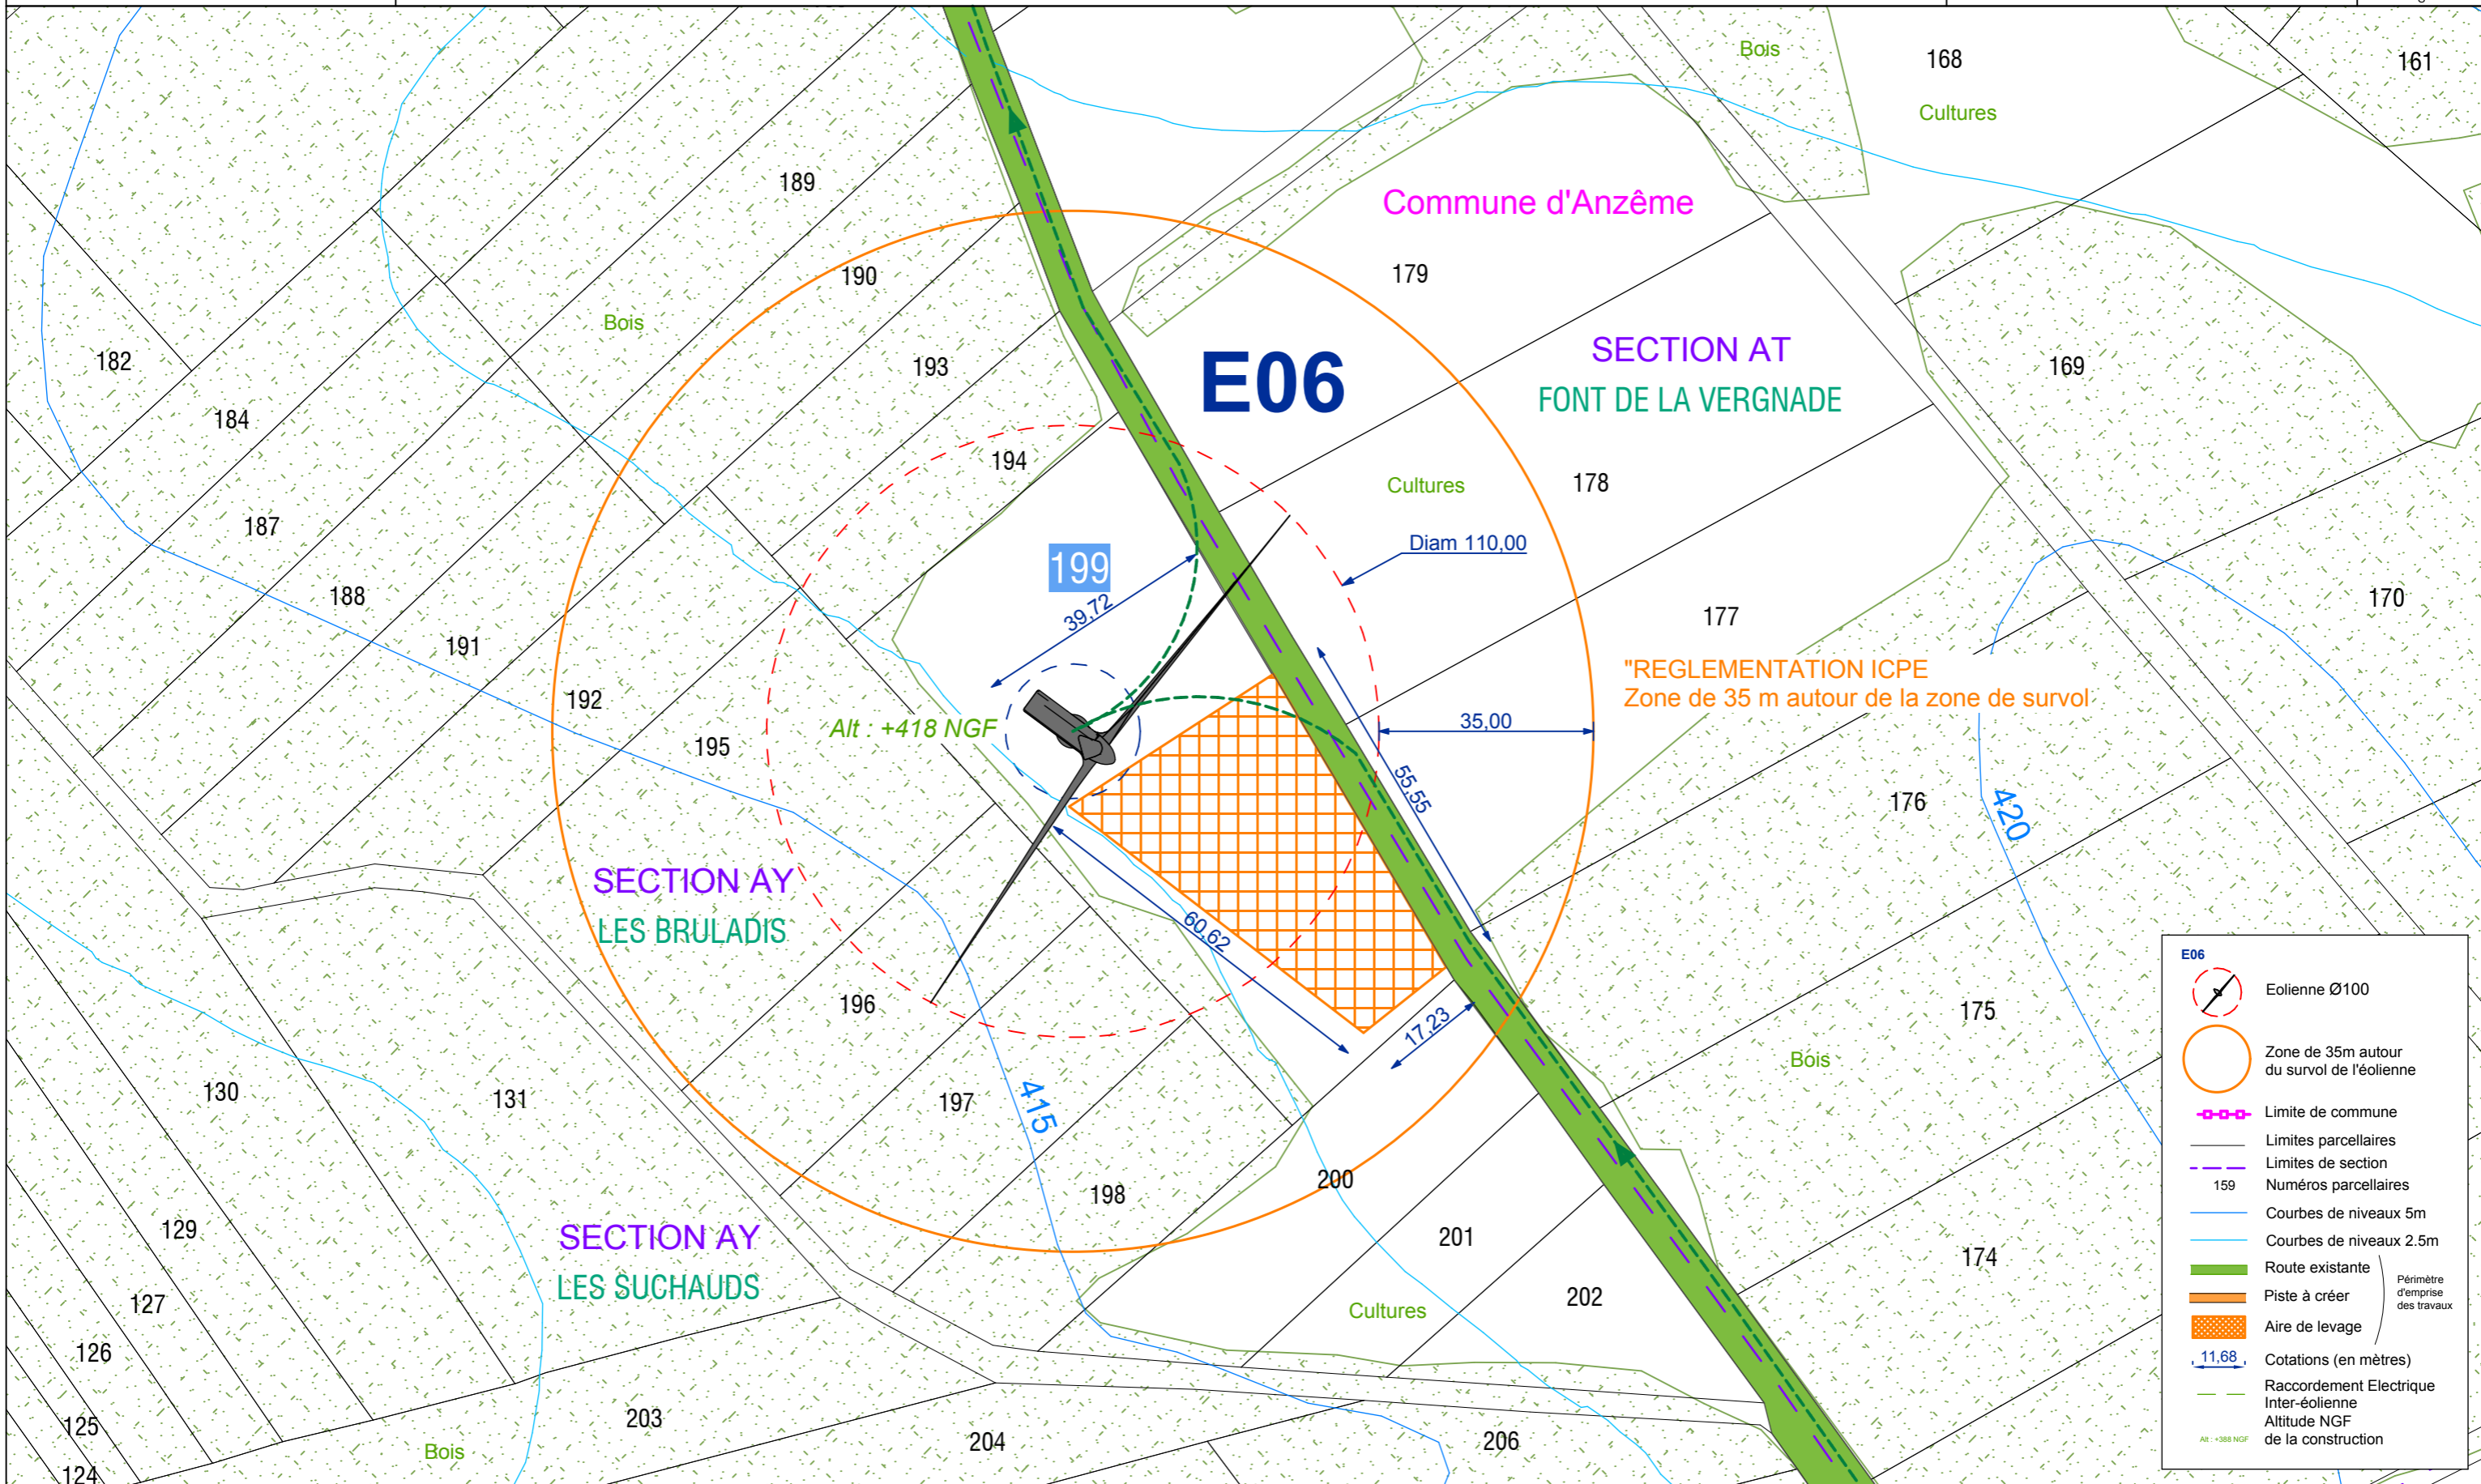 Bois
168
161
Cultures
189
Commune d'Anzême
190
179
Bois
SECTION AT
182
193
169
E06
FONT DE LA VERGNADE
184
194
178
Cultures
187
Diam 110,00
199
188
170
39,72
177
191
"REGLEMENTATION ICPE
Zone de 35 m autour de la zone de survol
192
Alt : +418 NGF
35,00
195
55,55
176
420
SECTION AY
LES BRULADIS
60,62
196
175
17,23
Bois
130
131
197
415
200
198
129
SECTION AY
201
174
LES SUCHAUDS
127
202
Cultures
126
203
125
204
206
Bois
124
E06
Eolienne Ø100
Zone de 35m autour
du survol de l'éolienne
Limite de commune
Limites parcellaires
Limites de section
159 Numéros parcellaires
Courbes de niveaux 5m
Courbes de niveaux 2.5m
Route existante
Piste à créer
Aire de levage
Périmètre
d'emprise
des travaux
11,68 Cotations (en mètres)
Raccordement Electrique
Inter-éolienne
Altitude NGF
Alt : +388 NGF de la construction